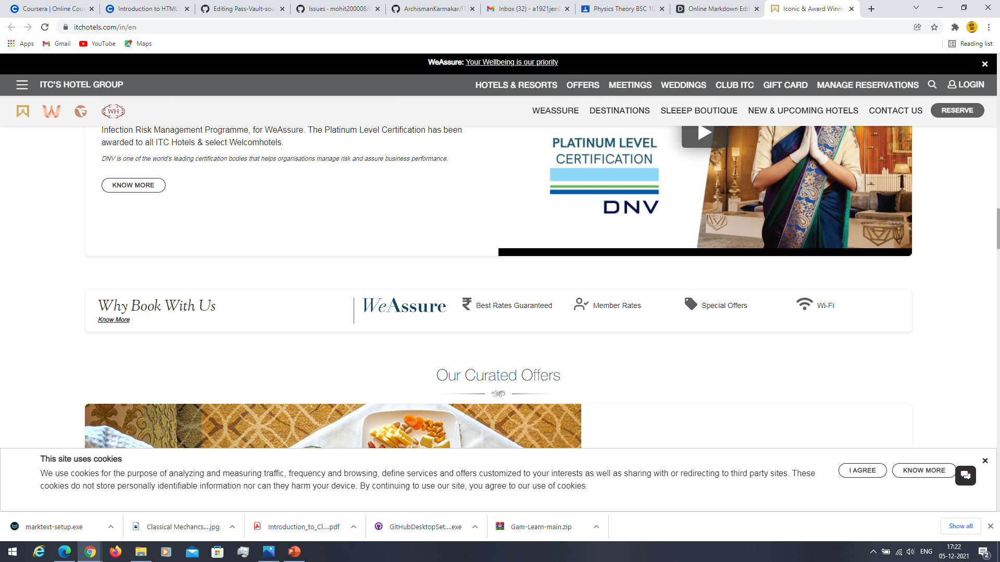 Coursera | Online Cou
Introduction to HTML
Editing Pass-Vault-sou
Issues · mohit200008/
ArchismanKarmakar/IT
Inbox (32) - a1921jee
Physics Theory BSC 10
Online Markdown Edit
Iconic & Award Winni
itchotels.com/in/en
Apps
Gmail
YouTube
Maps
Reading list
WeAssure: Your Wellbeing is our priority
ITC'S HOTEL GROUP
HOTELS & RESORTS
OFFERS
MEETINGS
WEDDINGS
CLUB ITC
GIFT CARD
MANAGE RESERVATIONS
LOGIN
W
WH
WEASSURE
DESTINATIONS
SLEEEP BOUTIQUE
NEW & UPCOMING HOTELS
CONTACT US
RESERVE
Infection Risk Management Programme, for WeAssure. The Platinum Level Certification has been
awarded to all ITC Hotels & select Welcomhotels.
DNV is one of the world's leading certification bodies that helps organisations manage risk and assure business performance.
KNOW MORE
PLATINUM LEVEL
CERTIFICATION
DNV
Why Book With Us
Know More
WeAssure
₹ Best Rates Guaranteed
Member Rates
Special Offers
Wi-Fi
Our Curated Offers
This site uses cookies
We use cookies for the purpose of analyzing and measuring traffic, frequency and browsing, define services and offers customized to your interests as well as sharing with or redirecting to third party sites. These
cookies do not store personally identifiable information nor can they harm your device. By continuing to use our site, you agree to our use of cookies.
I AGREE
KNOW MORE
marktext-setup.exe
Classical Mechancs....jpg
Introduction_to_Cl....pdf
GitHubDesktopSet....exe
Gam-Learn-main.zip
Show all
ENG
17:22
05-12-2021
2